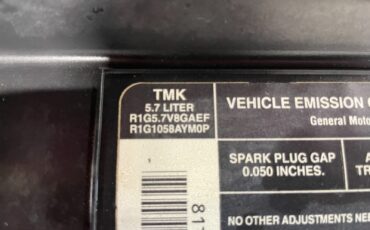 TMK
5.7 LITER
R1G5.7V8GAEF
R1G1058AYM0P
VEHICLE EMISSION
General Moto
SPARK PLUG GAP
0.050 INCHES.
NO OTHER ADJUSTMENTS NEE